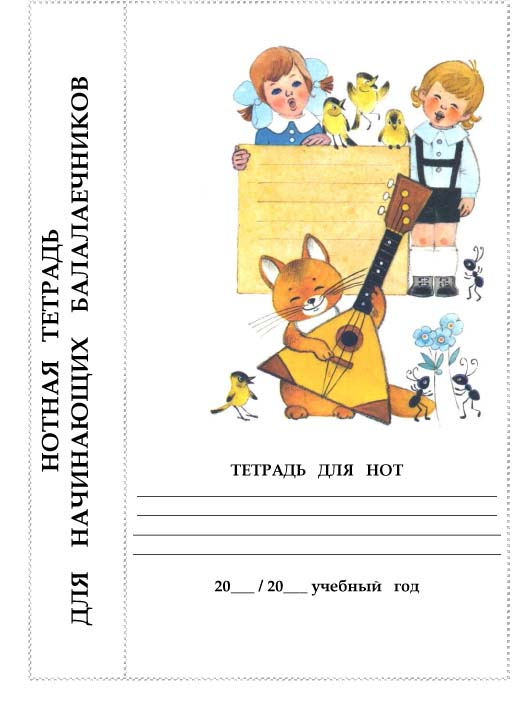 НОТНАЯ ТЕТРАДЬ
ДЛЯ НАЧИНАЮЩИХ БАЛАЛАЕЧНИКОВ
ТЕТРАДЬ ДЛЯ НОТ
20___ / 20___ учебный год